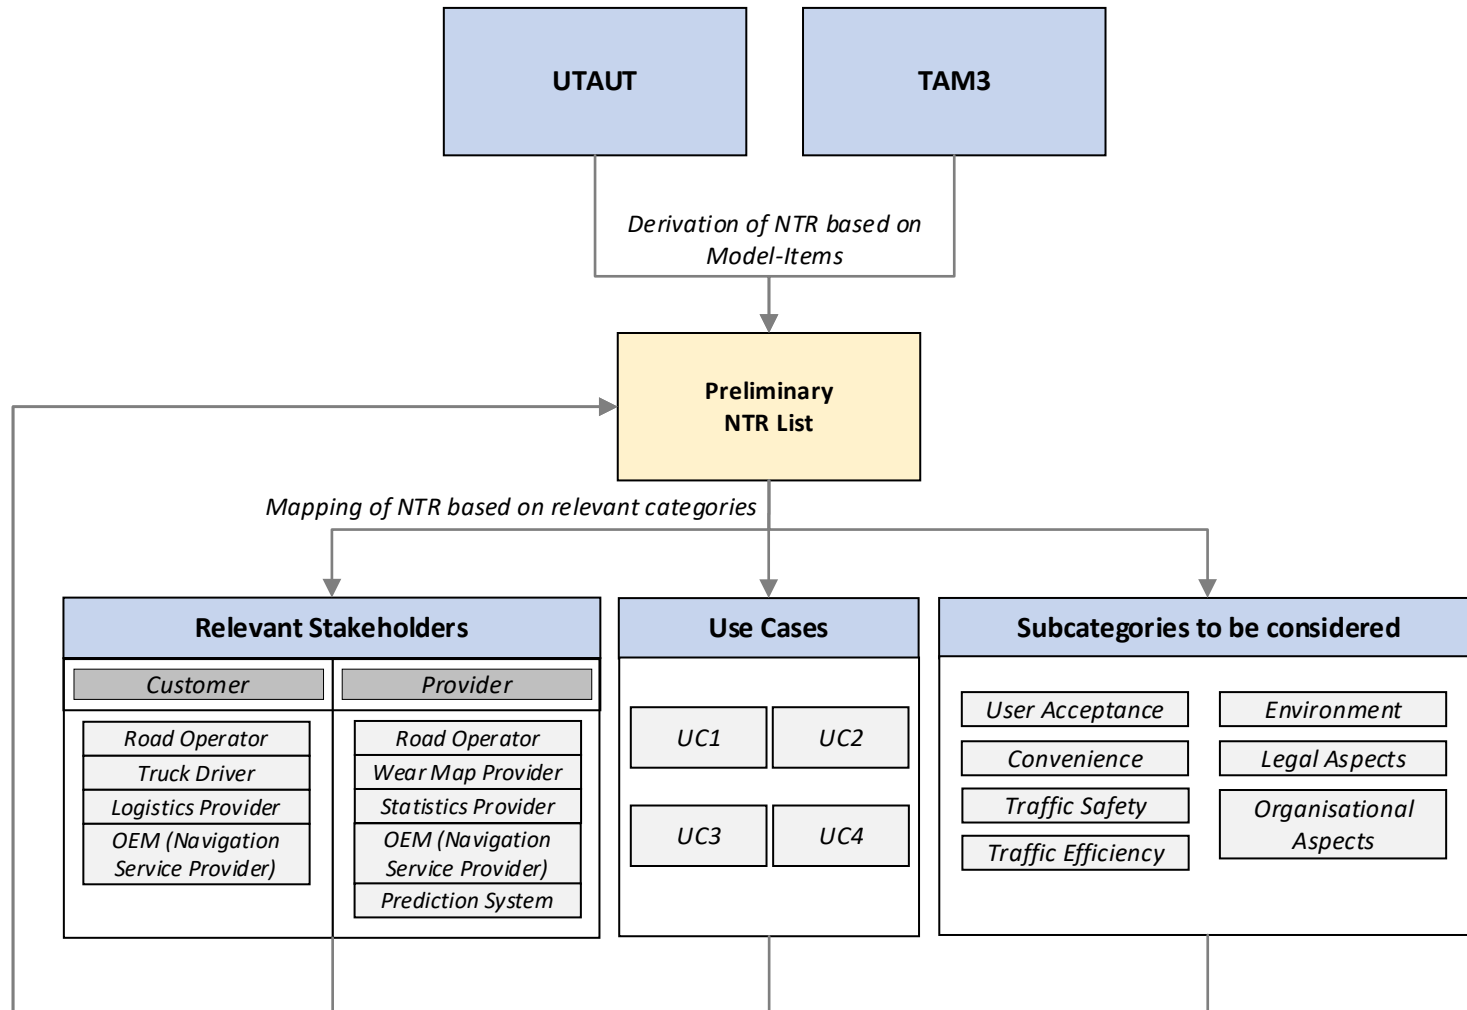 UTAUT
TAM3
Derivation of NTR based on
Model-Items
Preliminary
NTR List
Mapping of NTR based on relevant categories
Relevant Stakeholders
Customer
Provider
Road Operator
Truck Driver
Logistics Provider
OEM (Navigation
Service Provider)
Road Operator
Wear Map Provider
Statistics Provider
OEM (Navigation
Service Provider)
Prediction System
Use Cases
UC1
UC2
UC3
UC4
Subcategories to be considered
User Acceptance
Convenience
Traffic Safety
Traffic Efficiency
Environment
Legal Aspects
Organisational
Aspects